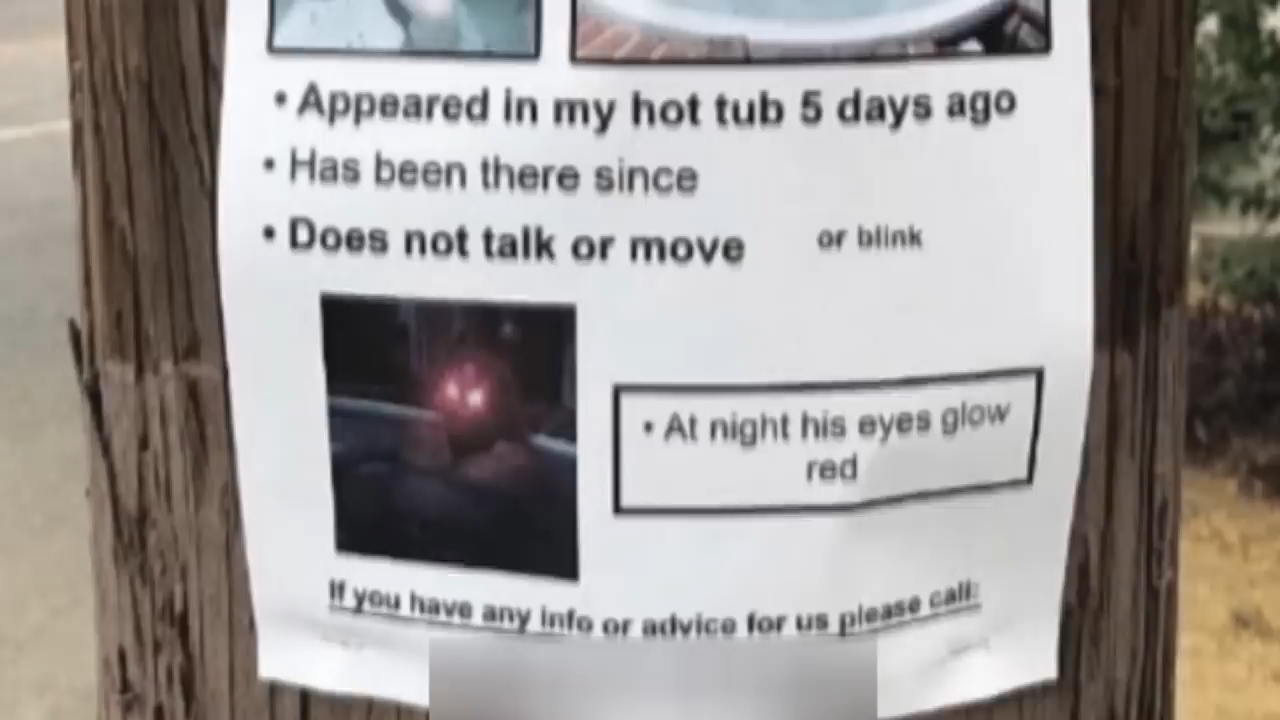 • Appeared in my hot tub 5 days ago
• Has been there since
• Does not talk or move or blink
• At night his eyes glow
red
If you have any info or advice for us please call: